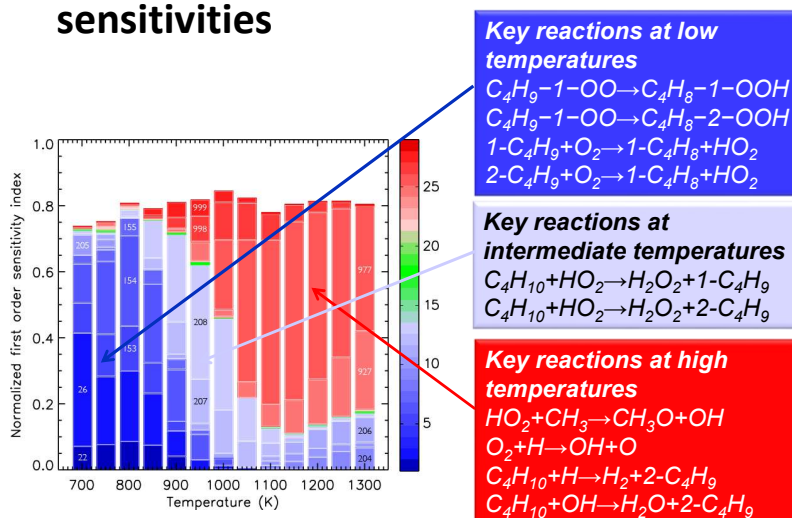 sensitivities
Key reactions at low
temperatures
C₄H₉−1−OO→C₄H₈−1−OOH
C₄H₉−1−OO→C₄H₈−2−OOH
1-C₄H₉+O₂→1-C₄H₈+HO₂
2-C₄H₉+O₂→1-C₄H₈+HO₂
Key reactions at
intermediate temperatures
C₄H₁₀+HO₂→H₂O₂+1-C₄H₉
C₄H₁₀+HO₂→H₂O₂+2-C₄H₉
Key reactions at high
temperatures
HO₂+CH₃→CH₃O+OH
O₂+H→OH+O
C₄H₁₀+H→H₂+2-C₄H₉
C₄H₁₀+OH→H₂O+2-C₄H₉
Normalized first order sensitivity index
1.0
0.8
0.6
0.4
0.2
0.0
205
26
22
155
154
153
999
998
208
207
977
927
206
204
25
20
15
10
5
700 800 900 1000 1100 1200 1300
Temperature (K)